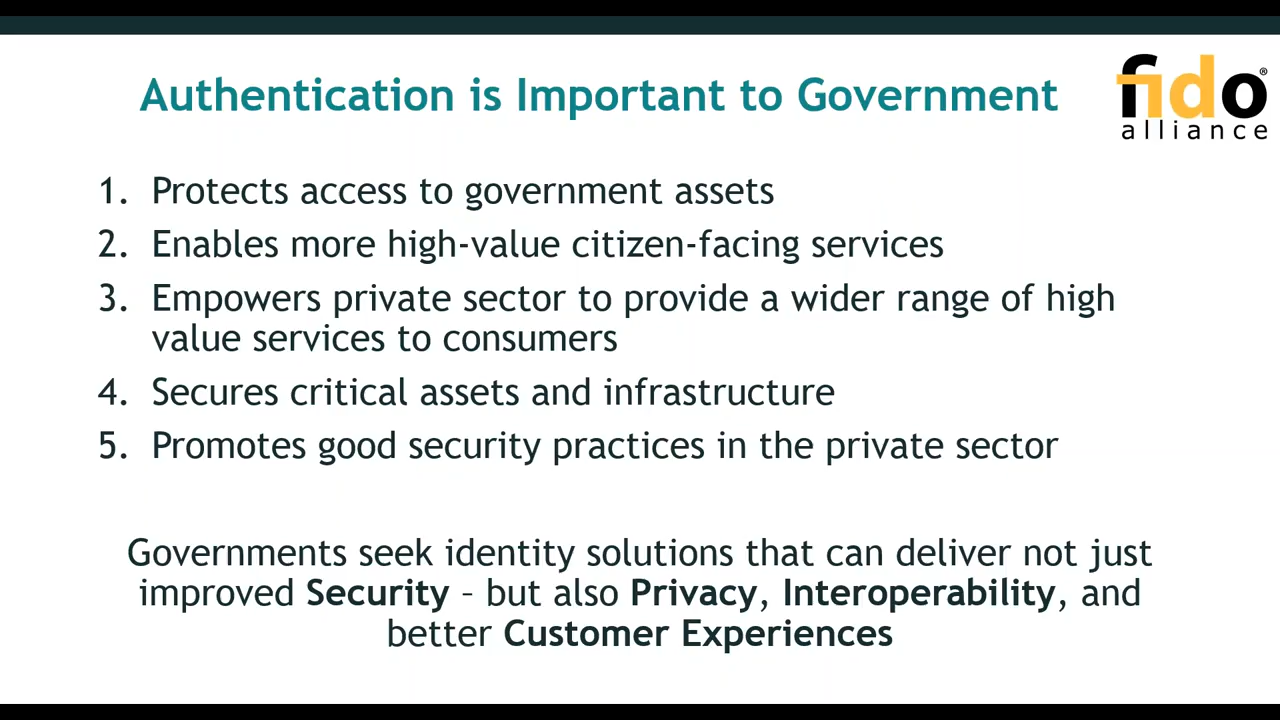 Authentication is Important to Government
fido®
alliance
1. Protects access to government assets
2. Enables more high-value citizen-facing services
3. Empowers private sector to provide a wider range of high
value services to consumers
4. Secures critical assets and infrastructure
5. Promotes good security practices in the private sector
Governments seek identity solutions that can deliver not just
improved Security – but also Privacy, Interoperability, and
better Customer Experiences